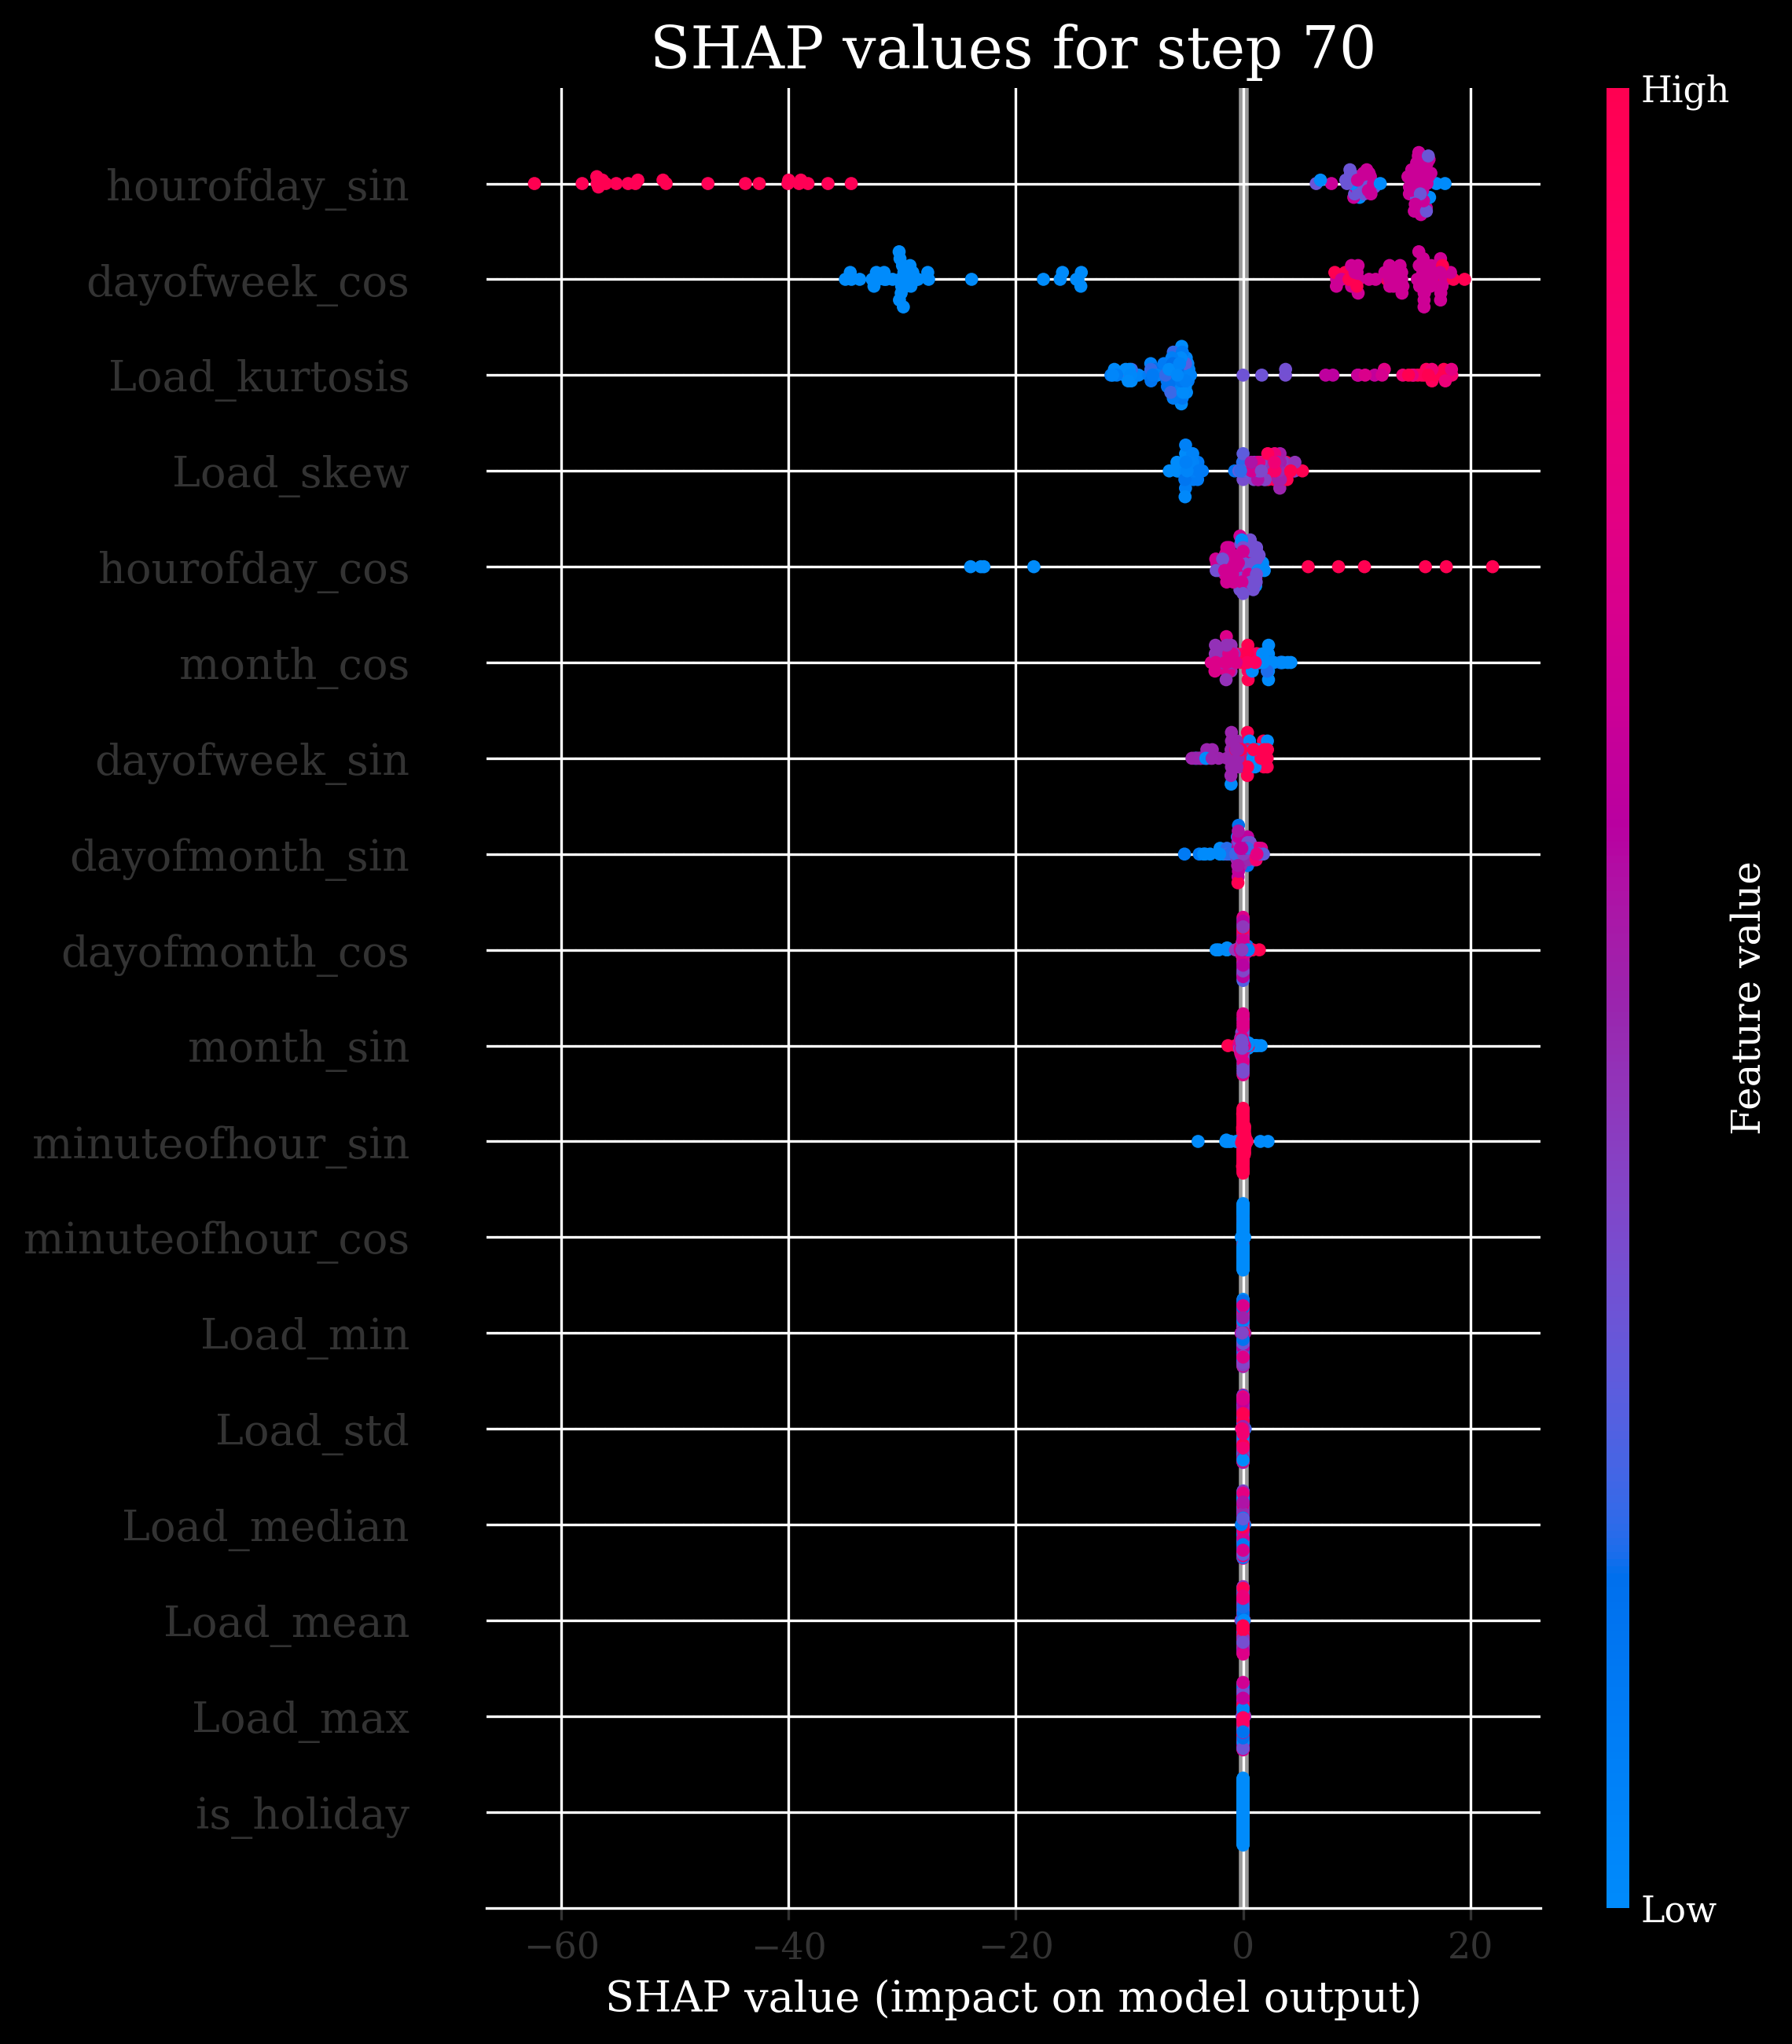 SHAP values for step 70
High
hourofday_sin
dayofweek_cos
Load_kurtosis
Load_skew
hourofday_cos
month_cos
dayofweek_sin
dayofmonth_sin
dayofmonth_cos
month_sin
minuteofhour_sin
minuteofhour_cos
Load_min
Load_std
Load_median
Load_mean
Load_max
is_holiday
Feature value
Low
−60 −40 −20 0 20
SHAP value (impact on model output)